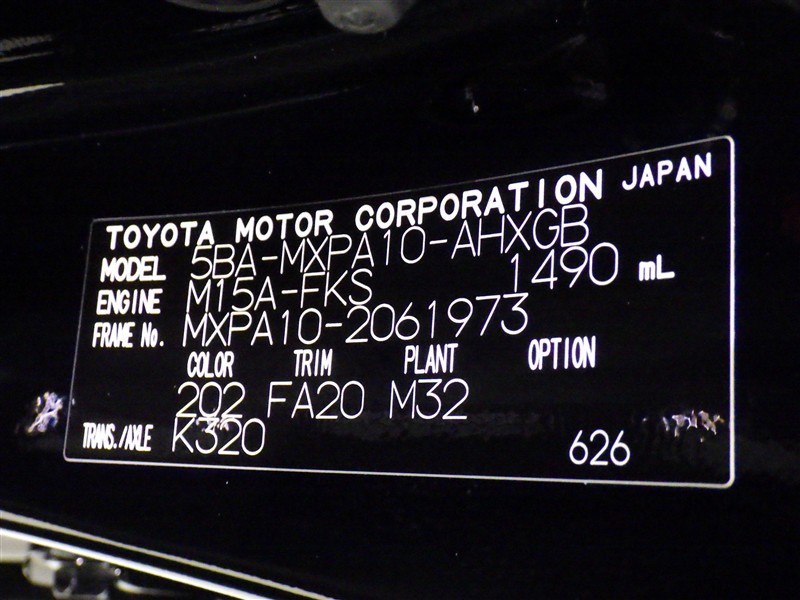 TOYOTA MOTOR CORPORATION JAPAN
MODEL 5BA-MXPA10-AHXGB
ENGINE M15A-FKS 1490 mL
FRAME No. MXPA10-2061973
COLOR TRIM PLANT OPTION
202 FA20 M32
TRANS./AXLE K320 626